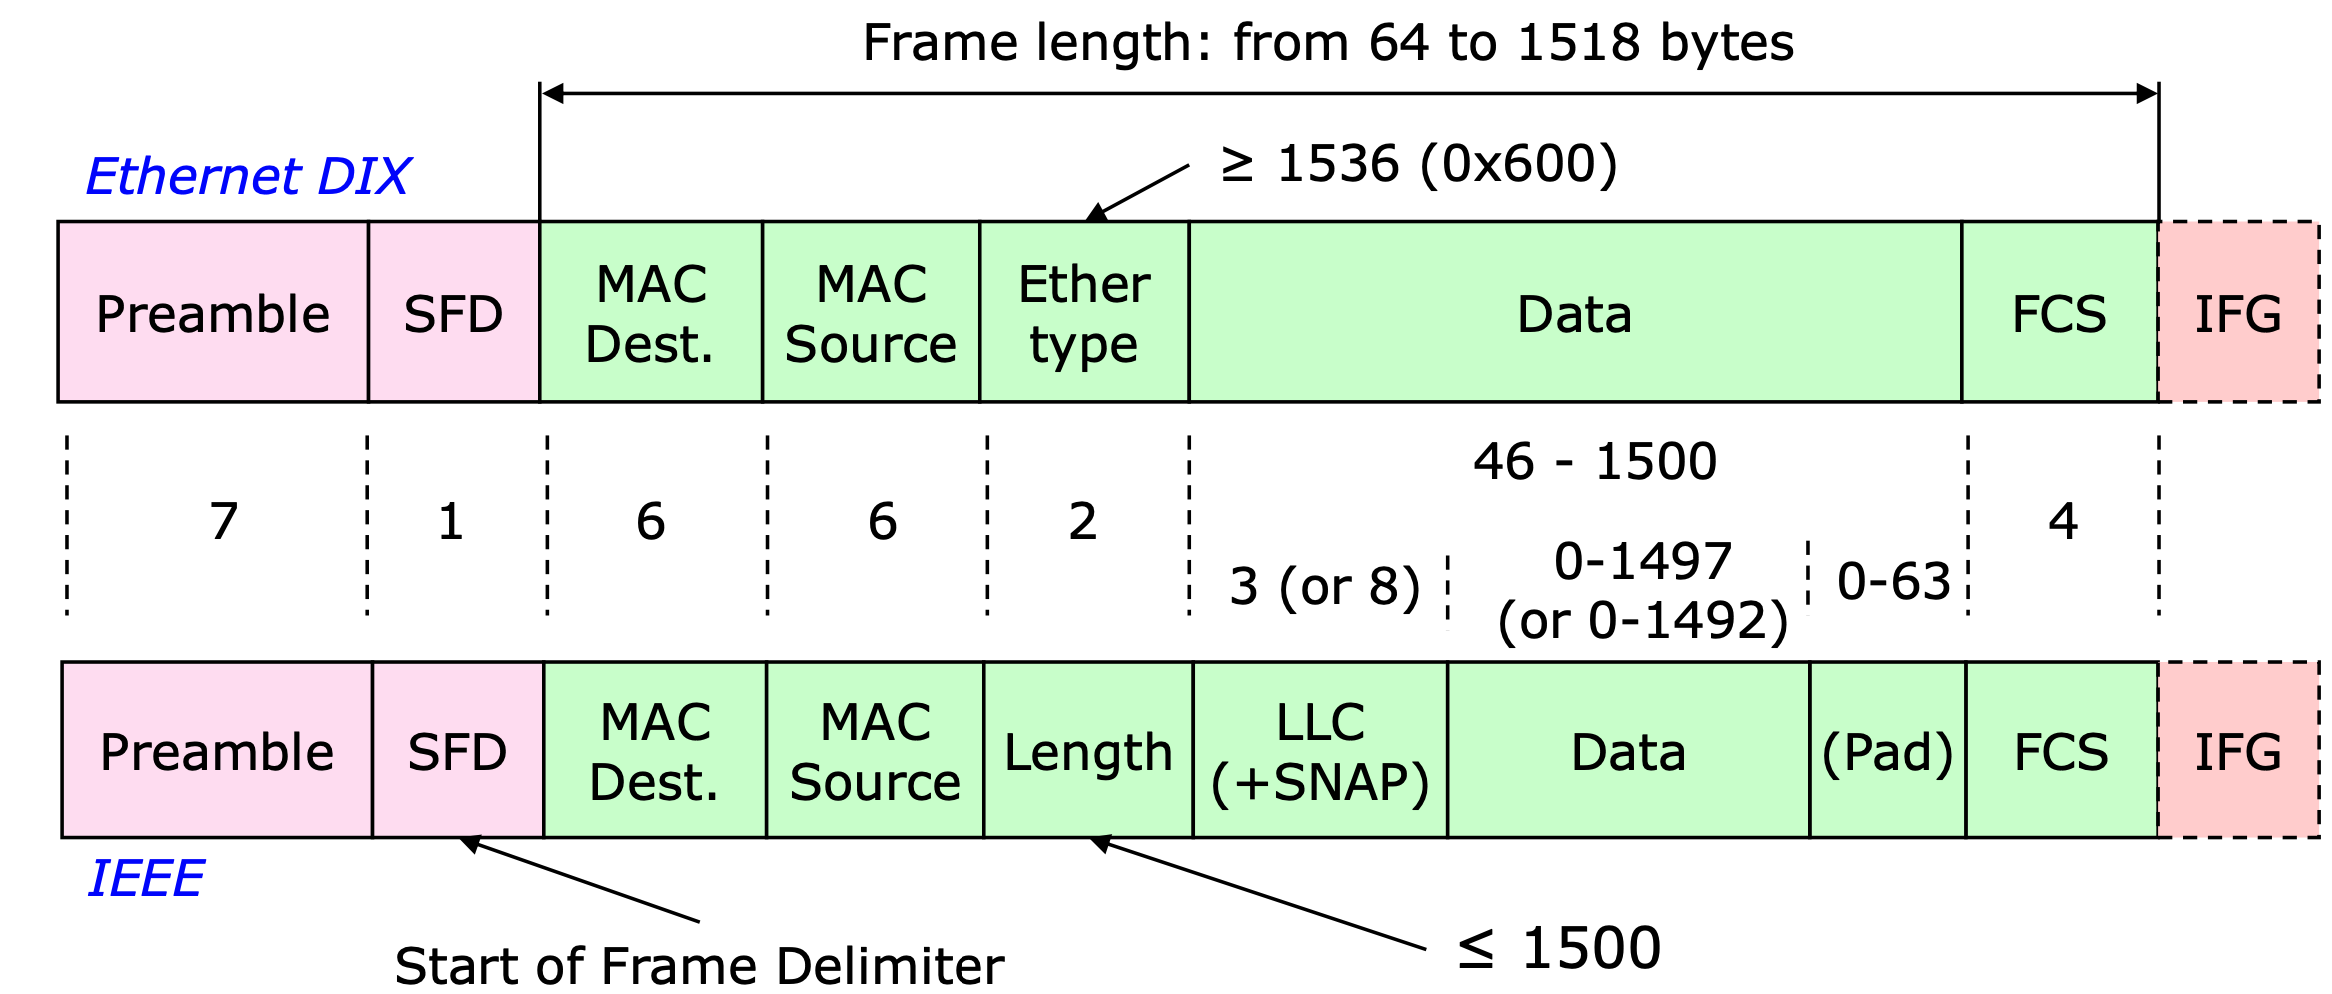 Frame length: from 64 to 1518 bytes
Ethernet DIX
≥ 1536 (0x600)
Preamble
SFD
MAC
Dest.
MAC
Source
Ether
type
Data
FCS
IFG
7
1
6
6
2
46 - 1500
3 (or 8)
0-1497
(or 0-1492)
0-63
4
Preamble
SFD
MAC
Dest.
MAC
Source
Length
LLC
(+SNAP)
Data
(Pad)
FCS
IFG
IEEE
Start of Frame Delimiter
≤ 1500